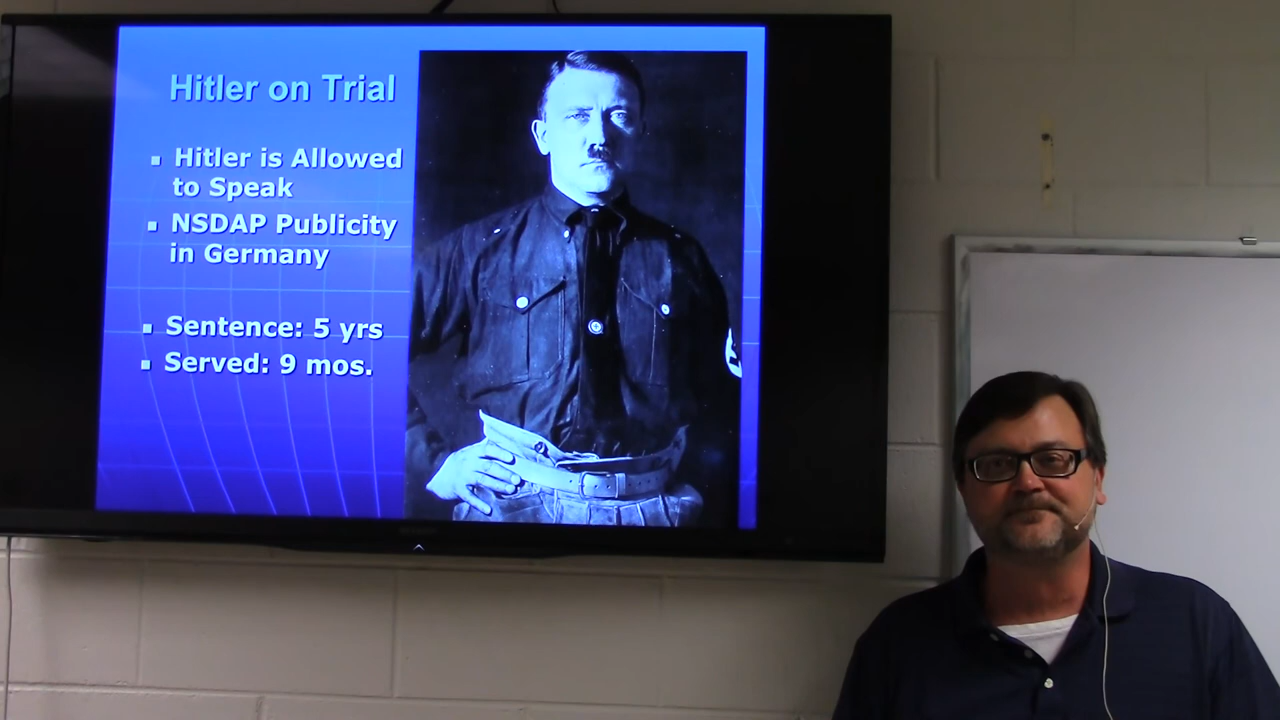 Hitler on Trial
▪ Hitler is Allowed
to Speak
▪ NSDAP Publicity
in Germany
▪ Sentence: 5 yrs
▪ Served: 9 mos.